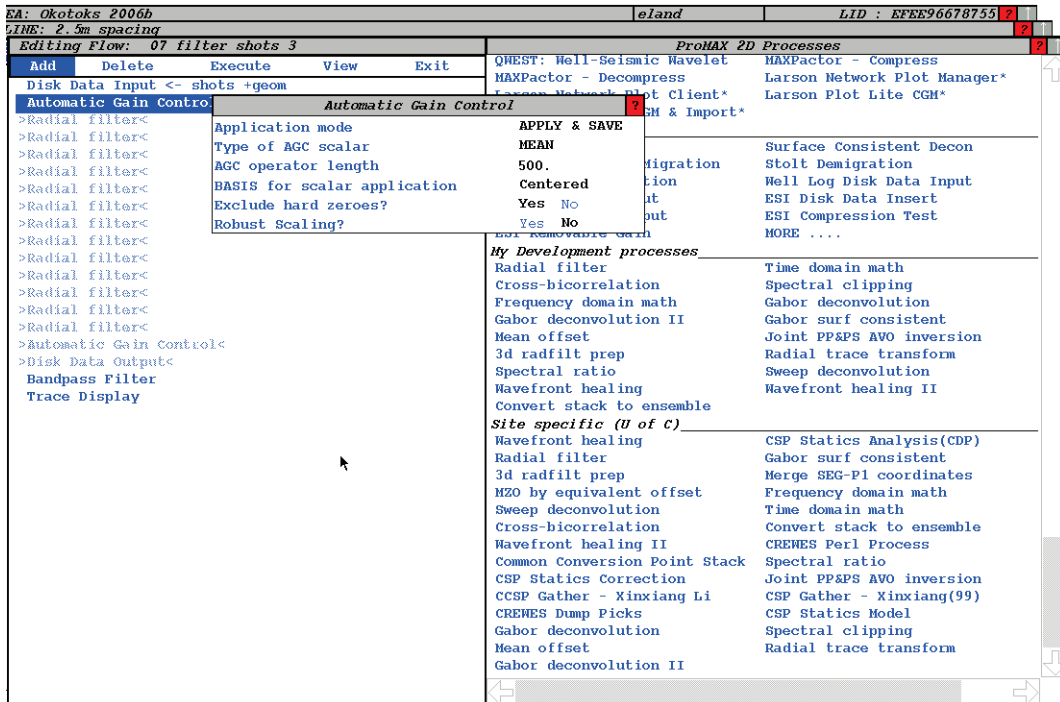 EA: Okotoks 2006b
eland
LID : EFEE96678755 ?
LINE: 2.5m spacing ?
Editing Flow: 07 filter shots 3
Add Delete Execute View Exit
Disk Data Input <- shots +geom
Automatic Gain Contro
>Radial filter<
>Radial filter<
>Radial filter<
>Radial filter<
>Radial filter<
>Radial filter<
>Radial filter<
>Radial filter<
>Radial filter<
>Radial filter<
>Radial filter<
>Radial filter<
>Radial filter<
>Automatic Gain Control<
>Disk Data Output<
Bandpass Filter
Trace Display
Automatic Gain Control ?
Application mode APPLY & SAVE
Type of AGC scalar MEAN
AGC operator length 500.
BASIS for scalar application Centered
Exclude hard zeroes? Yes No
Robust Scaling? Yes No
ProMAX 2D Processes ?
QWEST: Well-Seismic Wavelet MAXPactor - Compress
MAXPactor - Decompress Larson Network Plot Manager*
Larson Network Plot Client* Larson Plot Lite CGM*
GM & Import*
Surface Consistent Decon
Migration Stolt Demigration
tion Well Log Disk Data Input
ut ESI Disk Data Insert
put ESI Compression Test
ESI Removable Gain MORE ....
My Development processes
Radial filter Time domain math
Cross-bicorrelation Spectral clipping
Frequency domain math Gabor deconvolution
Gabor deconvolution II Gabor surf consistent
Mean offset Joint PP&PS AVO inversion
3d radfilt prep Radial trace transform
Spectral ratio Sweep deconvolution
Wavefront healing Wavefront healing II
Convert stack to ensemble
Site specific (U of C)
Wavefront healing CSP Statics Analysis(CDP)
Radial filter Gabor surf consistent
3d radfilt prep Merge SEG-P1 coordinates
MZO by equivalent offset Frequency domain math
Sweep deconvolution Time domain math
Cross-bicorrelation Convert stack to ensemble
Wavefront healing II CREWES Perl Process
Common Conversion Point Stack Spectral ratio
CSP Statics Correction Joint PP&PS AVO inversion
CCSP Gather - Xinxiang Li CSP Gather - Xinxiang(99)
CREWES Dump Picks CSP Statics Model
Gabor deconvolution Spectral clipping
Mean offset Radial trace transform
Gabor deconvolution II